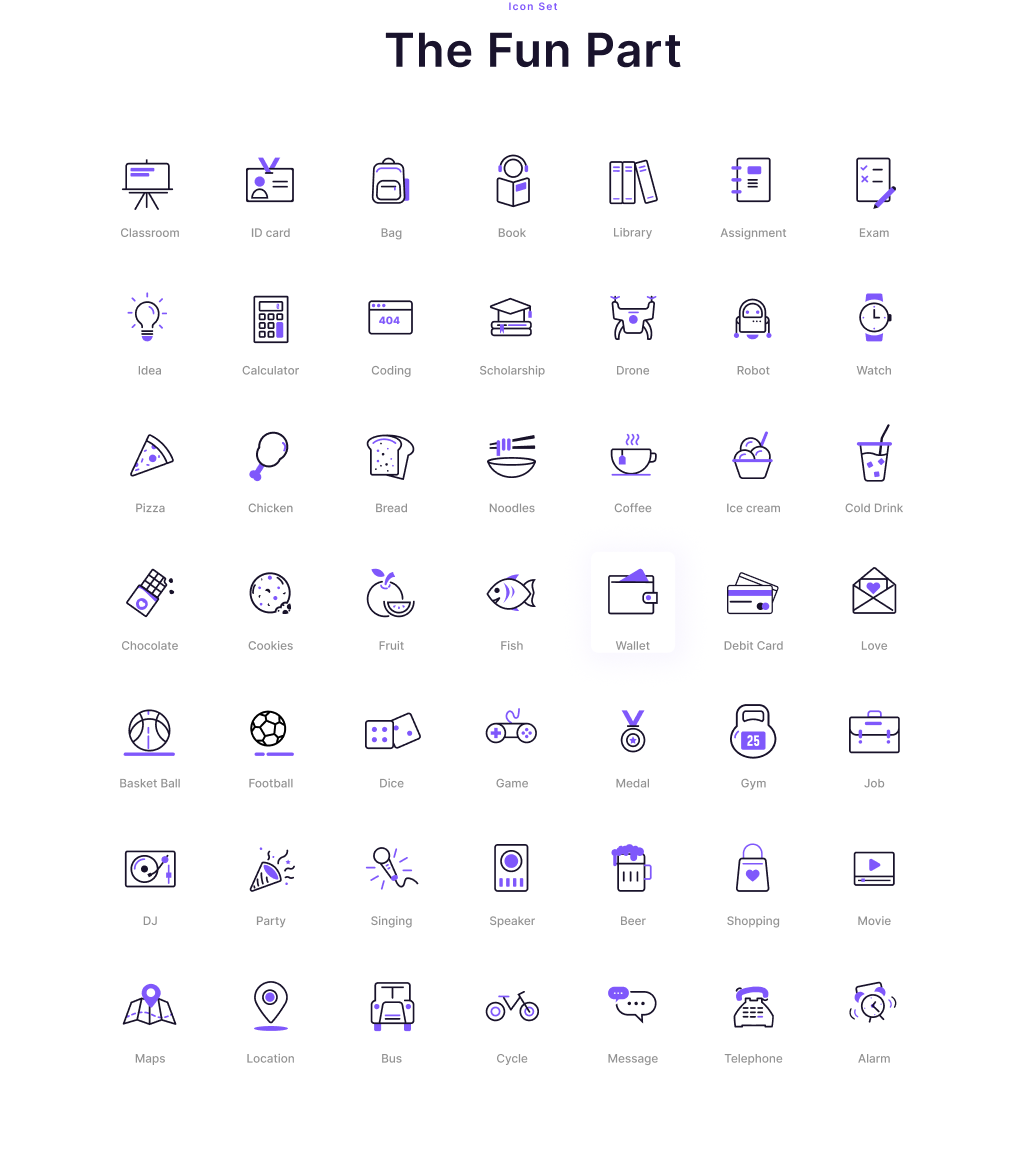 Icon Set
The Fun Part
Classroom
ID card
Bag
Book
Library
Assignment
Exam
404
Idea
Calculator
Coding
Scholarship
Drone
Robot
Watch
Pizza
Chicken
Bread
Noodles
Coffee
Ice cream
Cold Drink
Chocolate
Cookies
Fruit
Fish
Wallet
Debit Card
Love
25
Basket Ball
Football
Dice
Game
Medal
Gym
Job
DJ
Party
Singing
Speaker
Beer
Shopping
Movie
Maps
Location
Bus
Cycle
Message
Telephone
Alarm